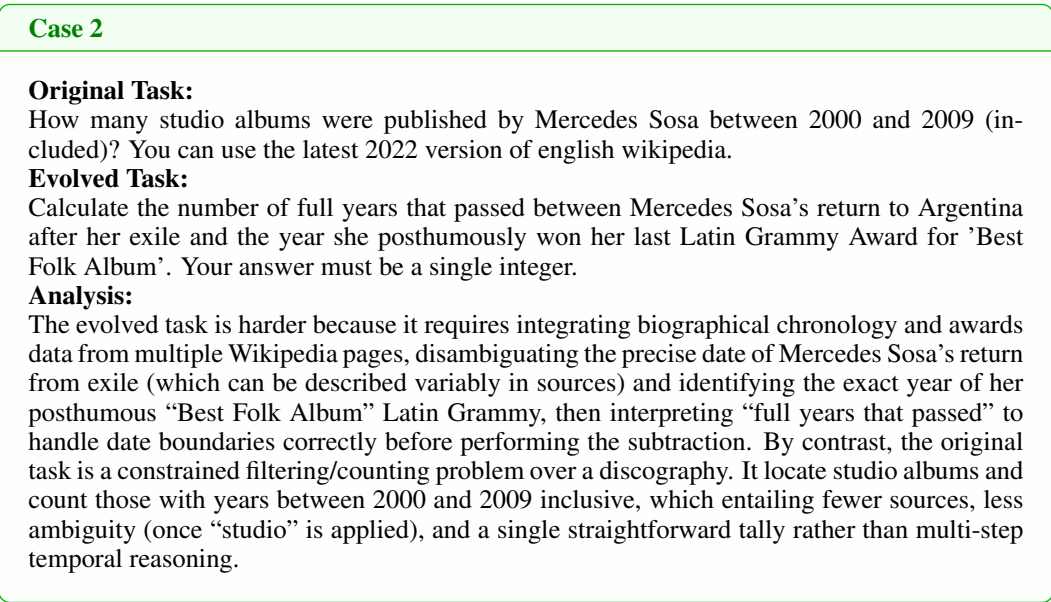 Case 2
Original Task:
How many studio albums were published by Mercedes Sosa between 2000 and 2009 (in-
cluded)? You can use the latest 2022 version of english wikipedia.
Evolved Task:
Calculate the number of full years that passed between Mercedes Sosa's return to Argentina
after her exile and the year she posthumously won her last Latin Grammy Award for 'Best
Folk Album'. Your answer must be a single integer.
Analysis:
The evolved task is harder because it requires integrating biographical chronology and awards
data from multiple Wikipedia pages, disambiguating the precise date of Mercedes Sosa's return
from exile (which can be described variably in sources) and identifying the exact year of her
posthumous “Best Folk Album” Latin Grammy, then interpreting “full years that passed” to
handle date boundaries correctly before performing the subtraction. By contrast, the original
task is a constrained filtering/counting problem over a discography. It locate studio albums and
count those with years between 2000 and 2009 inclusive, which entailing fewer sources, less
ambiguity (once “studio” is applied), and a single straightforward tally rather than multi-step
temporal reasoning.